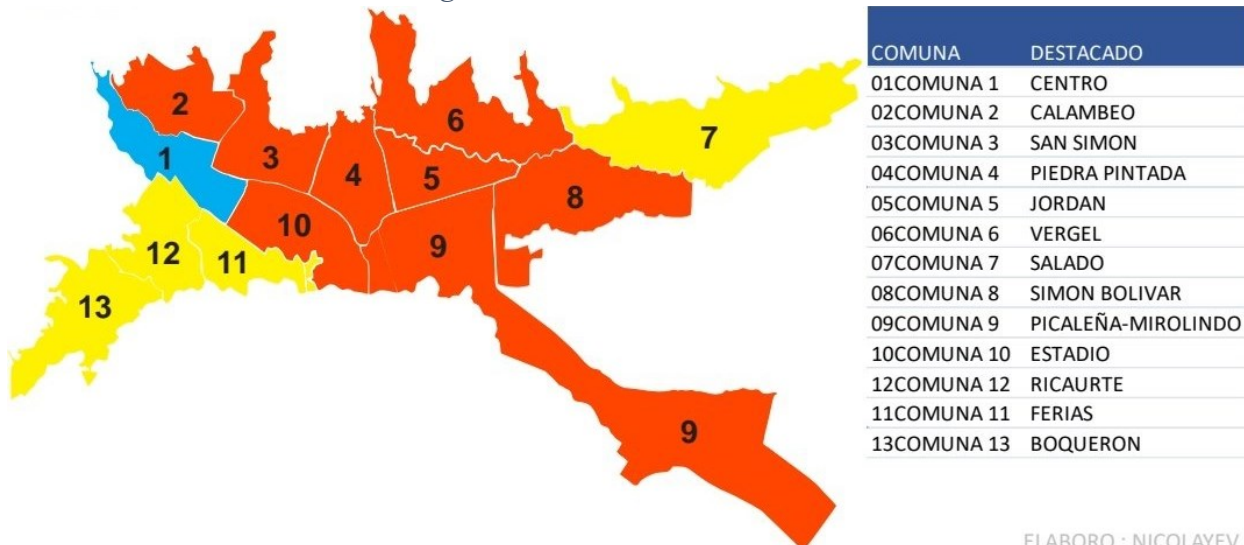 2
1
3
4
6
5
7
8
10
9
12
11
13
9
COMUNA DESTACADO
01COMUNA 1 CENTRO
02COMUNA 2 CALAMBEO
03COMUNA 3 SAN SIMON
04COMUNA 4 PIEDRA PINTADA
05COMUNA 5 JORDAN
06COMUNA 6 VERGEL
07COMUNA 7 SALADO
08COMUNA 8 SIMON BOLIVAR
09COMUNA 9 PICALEÑA-MIROLINDO
10COMUNA 10 ESTADIO
12COMUNA 12 RICAURTE
11COMUNA 11 FERIAS
13COMUNA 13 BOQUERON
ELABORO : NICOLAYEV